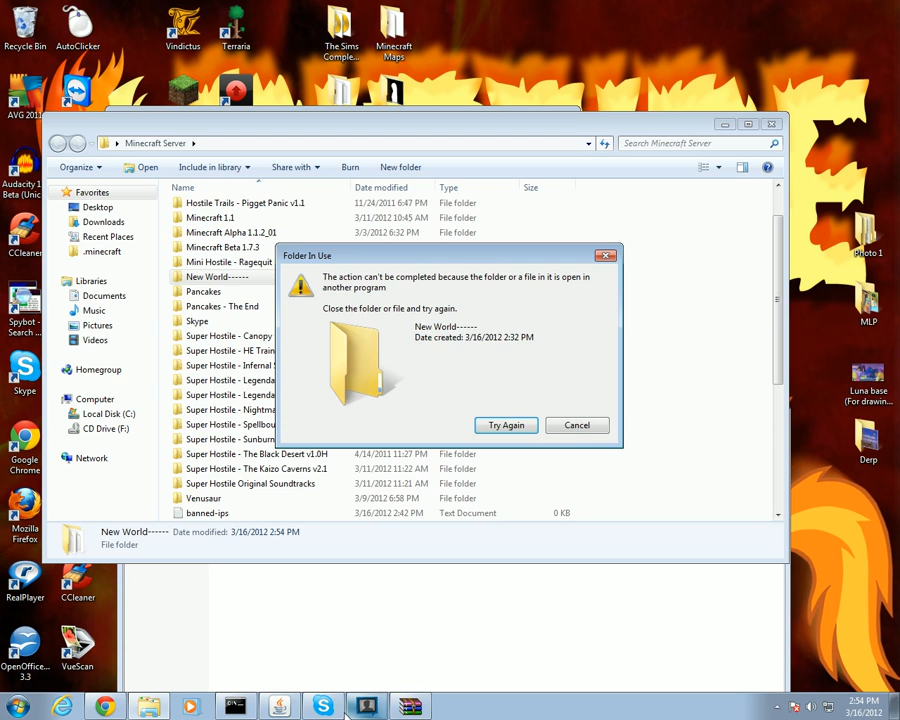 Recycle Bin
AutoClicker
Vindictus
Terraria
The Sims
Comple...
Minecraft
Maps
AVG 2011
Minecraft Server
Search Minecraft Server
Organize
Open
Include in library
Share with
Burn
New folder
Name
Date modified
Type
Size
Favorites
Desktop
Downloads
Recent Places
.minecraft
Libraries
Documents
Music
Pictures
Videos
Homegroup
Computer
Local Disk (C:)
CD Drive (F:)
Network
Hostile Trails - Pigget Panic v1.1 11/24/2011 6:47 PM File folder
Minecraft 1.1 3/11/2012 10:45 AM File folder
Minecraft Alpha 1.1.2_01 3/3/2012 6:32 PM File folder
Minecraft Beta 1.7.3
Mini Hostile - Ragequit
New World------
Pancakes
Pancakes - The End
Skype
Super Hostile - Canopy
Super Hostile - HE Train
Super Hostile - Infernal
Super Hostile - Legenda
Super Hostile - Legenda
Super Hostile - Nightma
Super Hostile - Spellbou
Super Hostile - Sunburn
Super Hostile - The Black Desert v1.0H 4/14/2011 11:27 PM File folder
Super Hostile - The Kaizo Caverns v2.1 3/11/2012 11:22 AM File folder
Super Hostile Original Soundtracks 3/11/2012 11:21 AM File folder
Venusaur 3/9/2012 6:58 PM File folder
banned-ips 3/16/2012 2:42 PM Text Document 0 KB
Folder In Use
The action can't be completed because the folder or a file in it is open in
another program
Close the folder or file and try again.
New World------
Date created: 3/16/2012 2:32 PM
Try Again
Cancel
New World------ Date modified: 3/16/2012 2:54 PM
File folder
Audacity 1
Beta (Unic
CCleaner
Spybot -
Search ...
Skype
Google
Chrome
Mozilla
Firefox
RealPlayer
CCleaner
OpenOffice...
3.3
VueScan
Photo 1
MLP
Luna base
(For drawin...
Derp
2:54 PM
3/16/2012